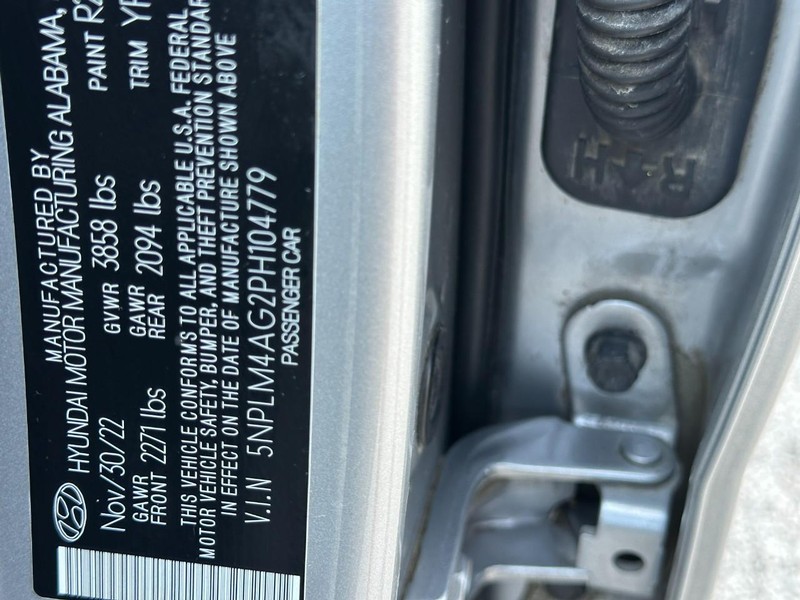 MANUFACTURED BY
HYUNDAI MOTOR MANUFACTURING ALABAMA,
Nov/30/22 GVWR 3858 lbs PAINT
GAWR FRONT 2271 lbs GAWR REAR 2094 lbs TRIM
THIS VEHICLE CONFORMS TO ALL APPLICABLE U.S.A. FEDERAL
MOTOR VEHICLE SAFETY, BUMPER, AND THEFT PREVENTION
IN EFFECT ON THE DATE OF MANUFACTURE SHOWN ABOVE
V.I.N 5NPLM4AG2PH104779
PASSENGER CAR